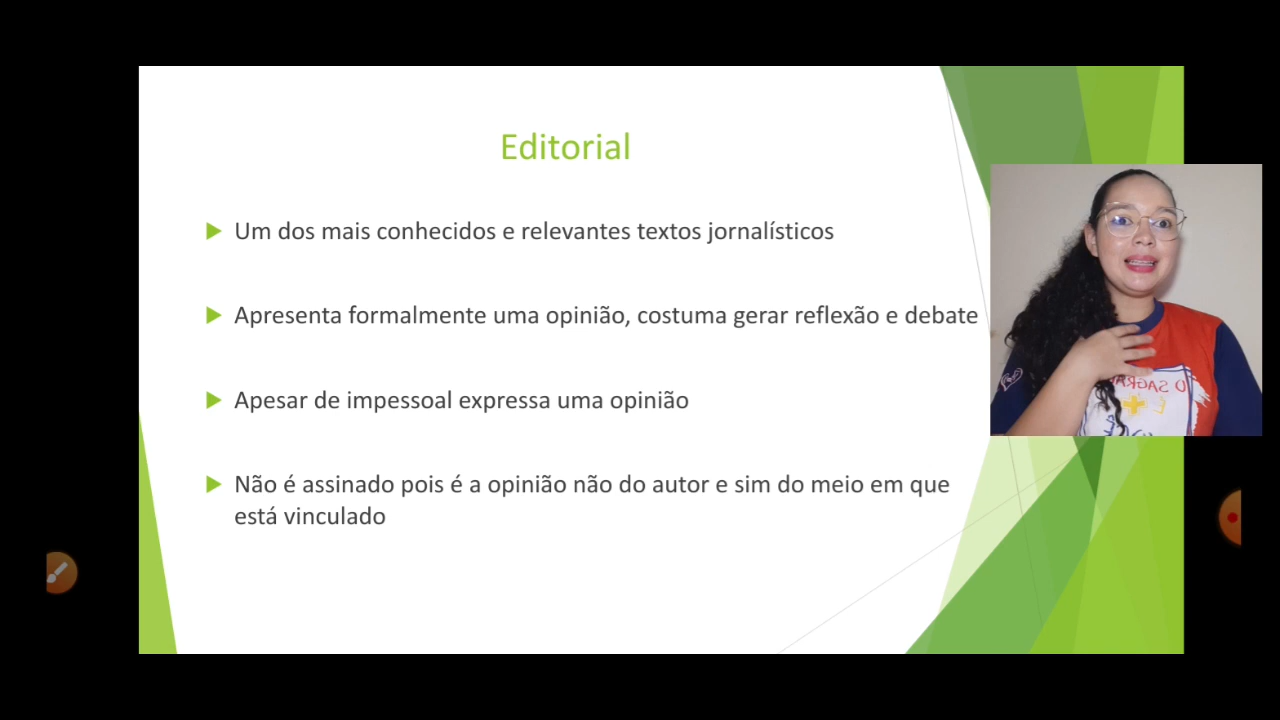 Editorial
Um dos mais conhecidos e relevantes textos jornalísticos
Apresenta formalmente uma opinião, costuma gerar reflexão e debate
Apesar de impessoal expressa uma opinião
Não é assinado pois é a opinião não do autor e sim do meio em que
está vinculado